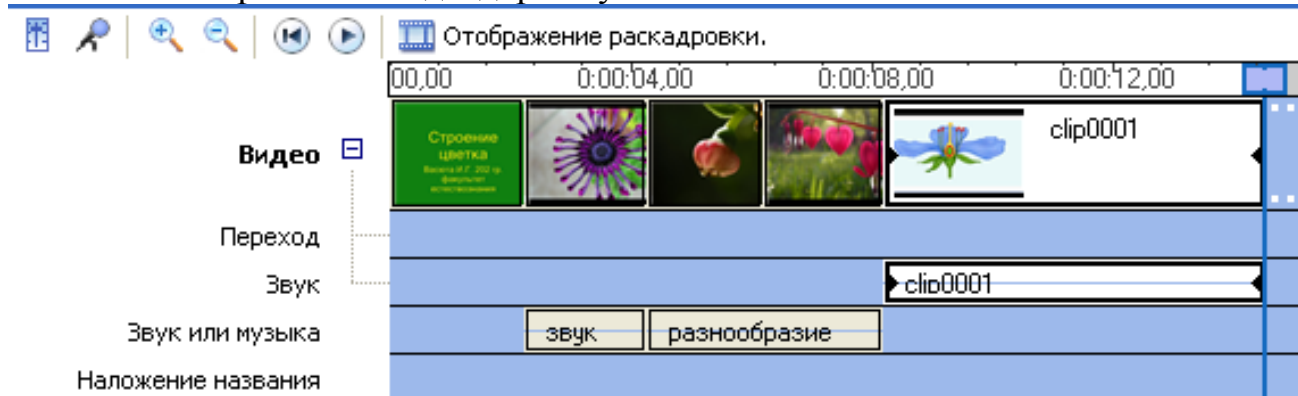 Отображение раскадровки.
00,00 0:00:04,00 0:00:08,00 0:00:12,00
Строение
цветка
clip0001
Видео
Переход
Звук
clip0001
Звук или музыка
звук разнообразие
Наложение названия